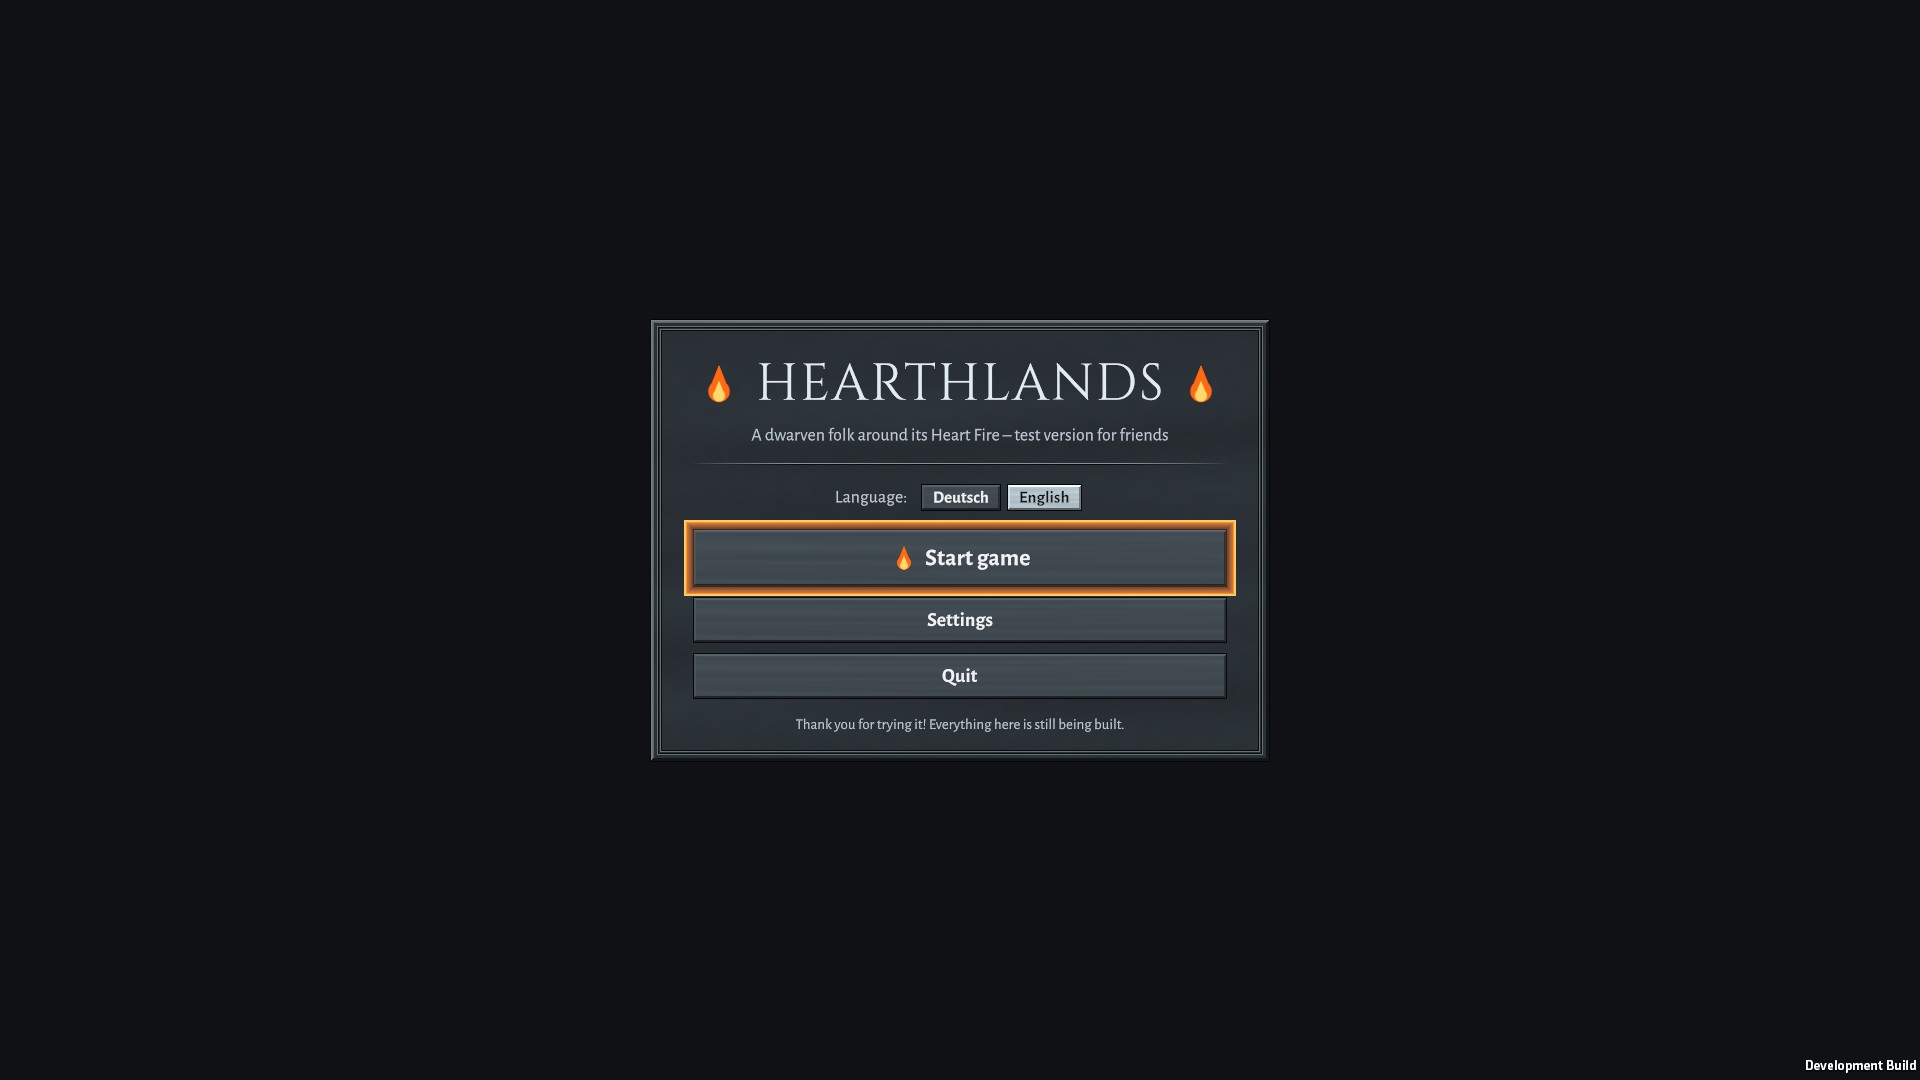 HEARTHLANDS
A dwarven folk around its Heart Fire – test version for friends
Language: Deutsch English
Start game
Settings
Quit
Thank you for trying it! Everything here is still being built.
Development Build